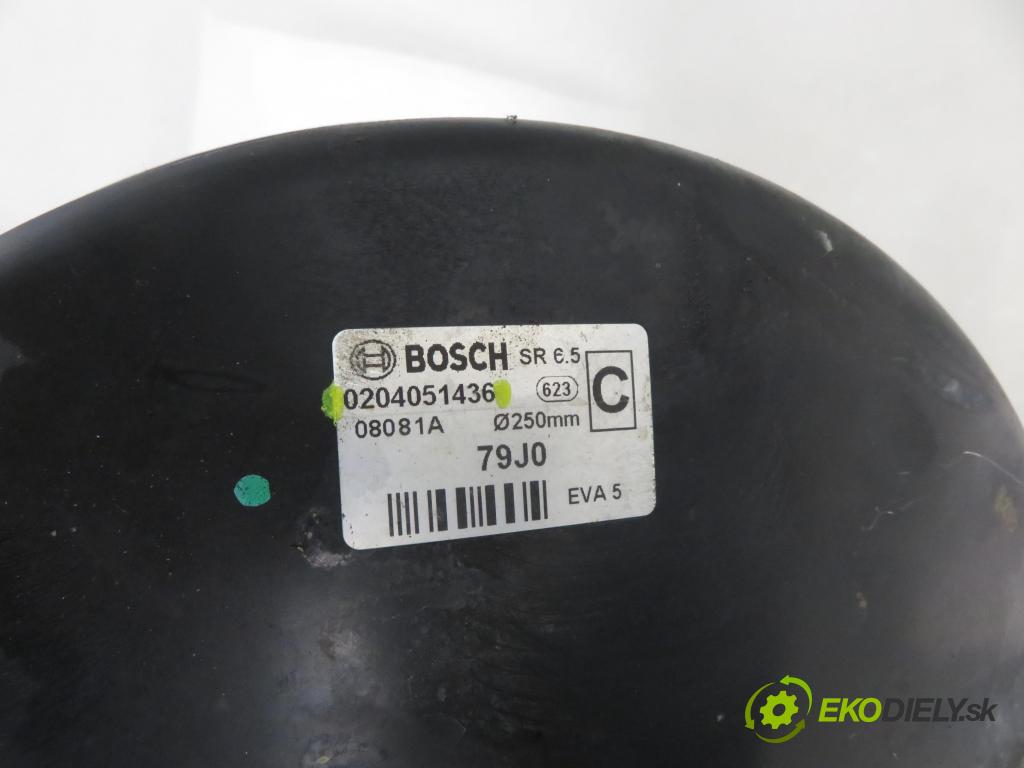 BOSCH SR 6.5
0204051436 623 C
08081A Ø250mm
79J0
EVA 5
EKODIELY.sk